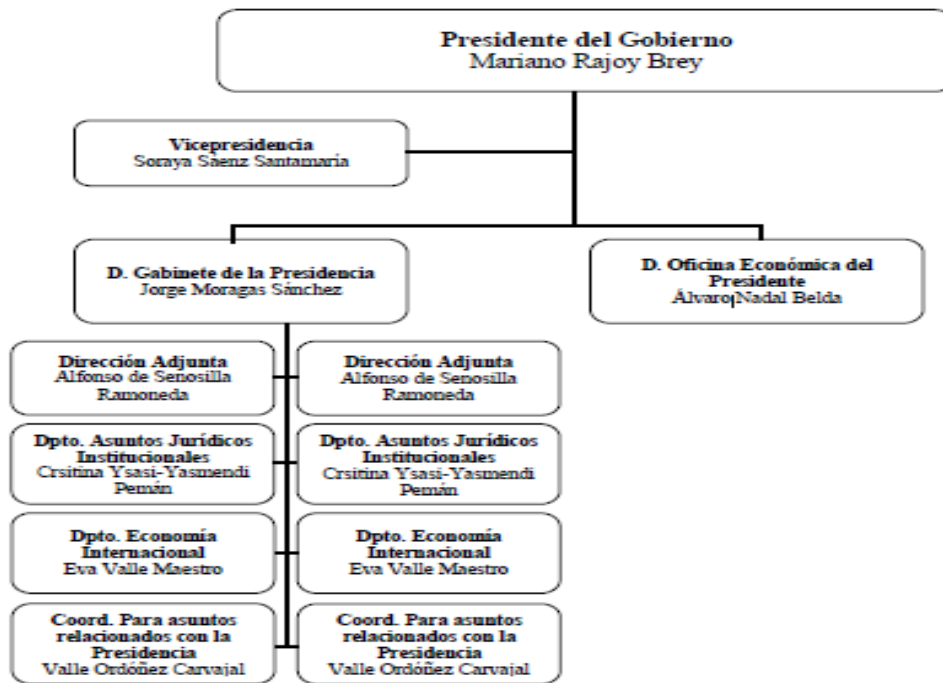 Presidente del Gobierno
Mariano Rajoy Brey
Vicepresidencia
Soraya Sáenz Santamaría
D. Gabinete de la Presidencia
Jorge Moragas Sánchez
D. Oficina Económica del
Presidente
Álvaro Nadal Belda
Dirección Adjunta
Alfonso de Senosilla
Ramoneda
Dirección Adjunta
Alfonso de Senosilla
Ramoneda
Dpto. Asuntos Jurídicos
Institucionales
Crsitina Ysasi-Yasmendi
Pemán
Dpto. Asuntos Jurídicos
Institucionales
Crsitina Ysasi-Yasmendi
Pemán
Dpto. Economía
Internacional
Eva Valle Maestro
Dpto. Economía
Internacional
Eva Valle Maestro
Coord. Para asuntos
relacionados con la
Presidencia
Valle Ordóñez Carvajal
Coord. Para asuntos
relacionados con la
Presidencia
Valle Ordóñez Carvajal